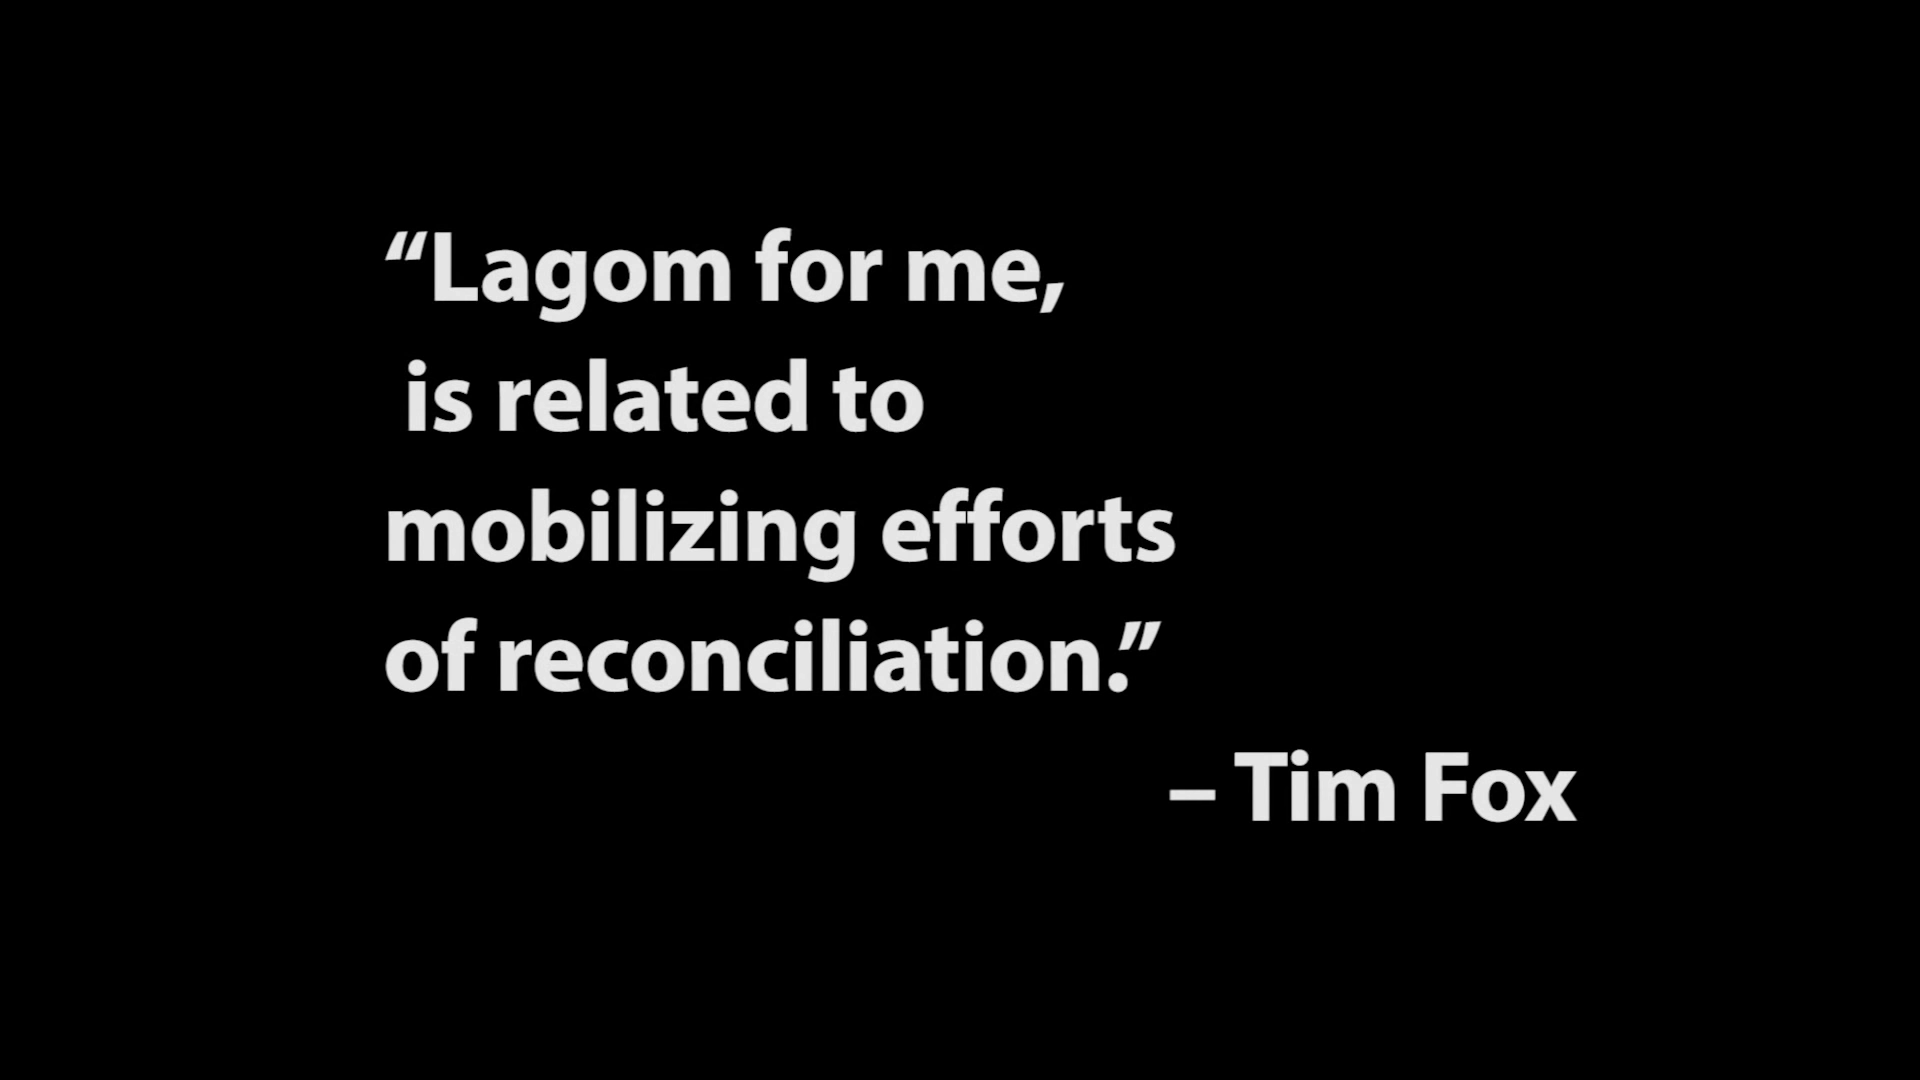 “Lagom for me,
is related to
mobilizing efforts
of reconciliation.”
– Tim Fox